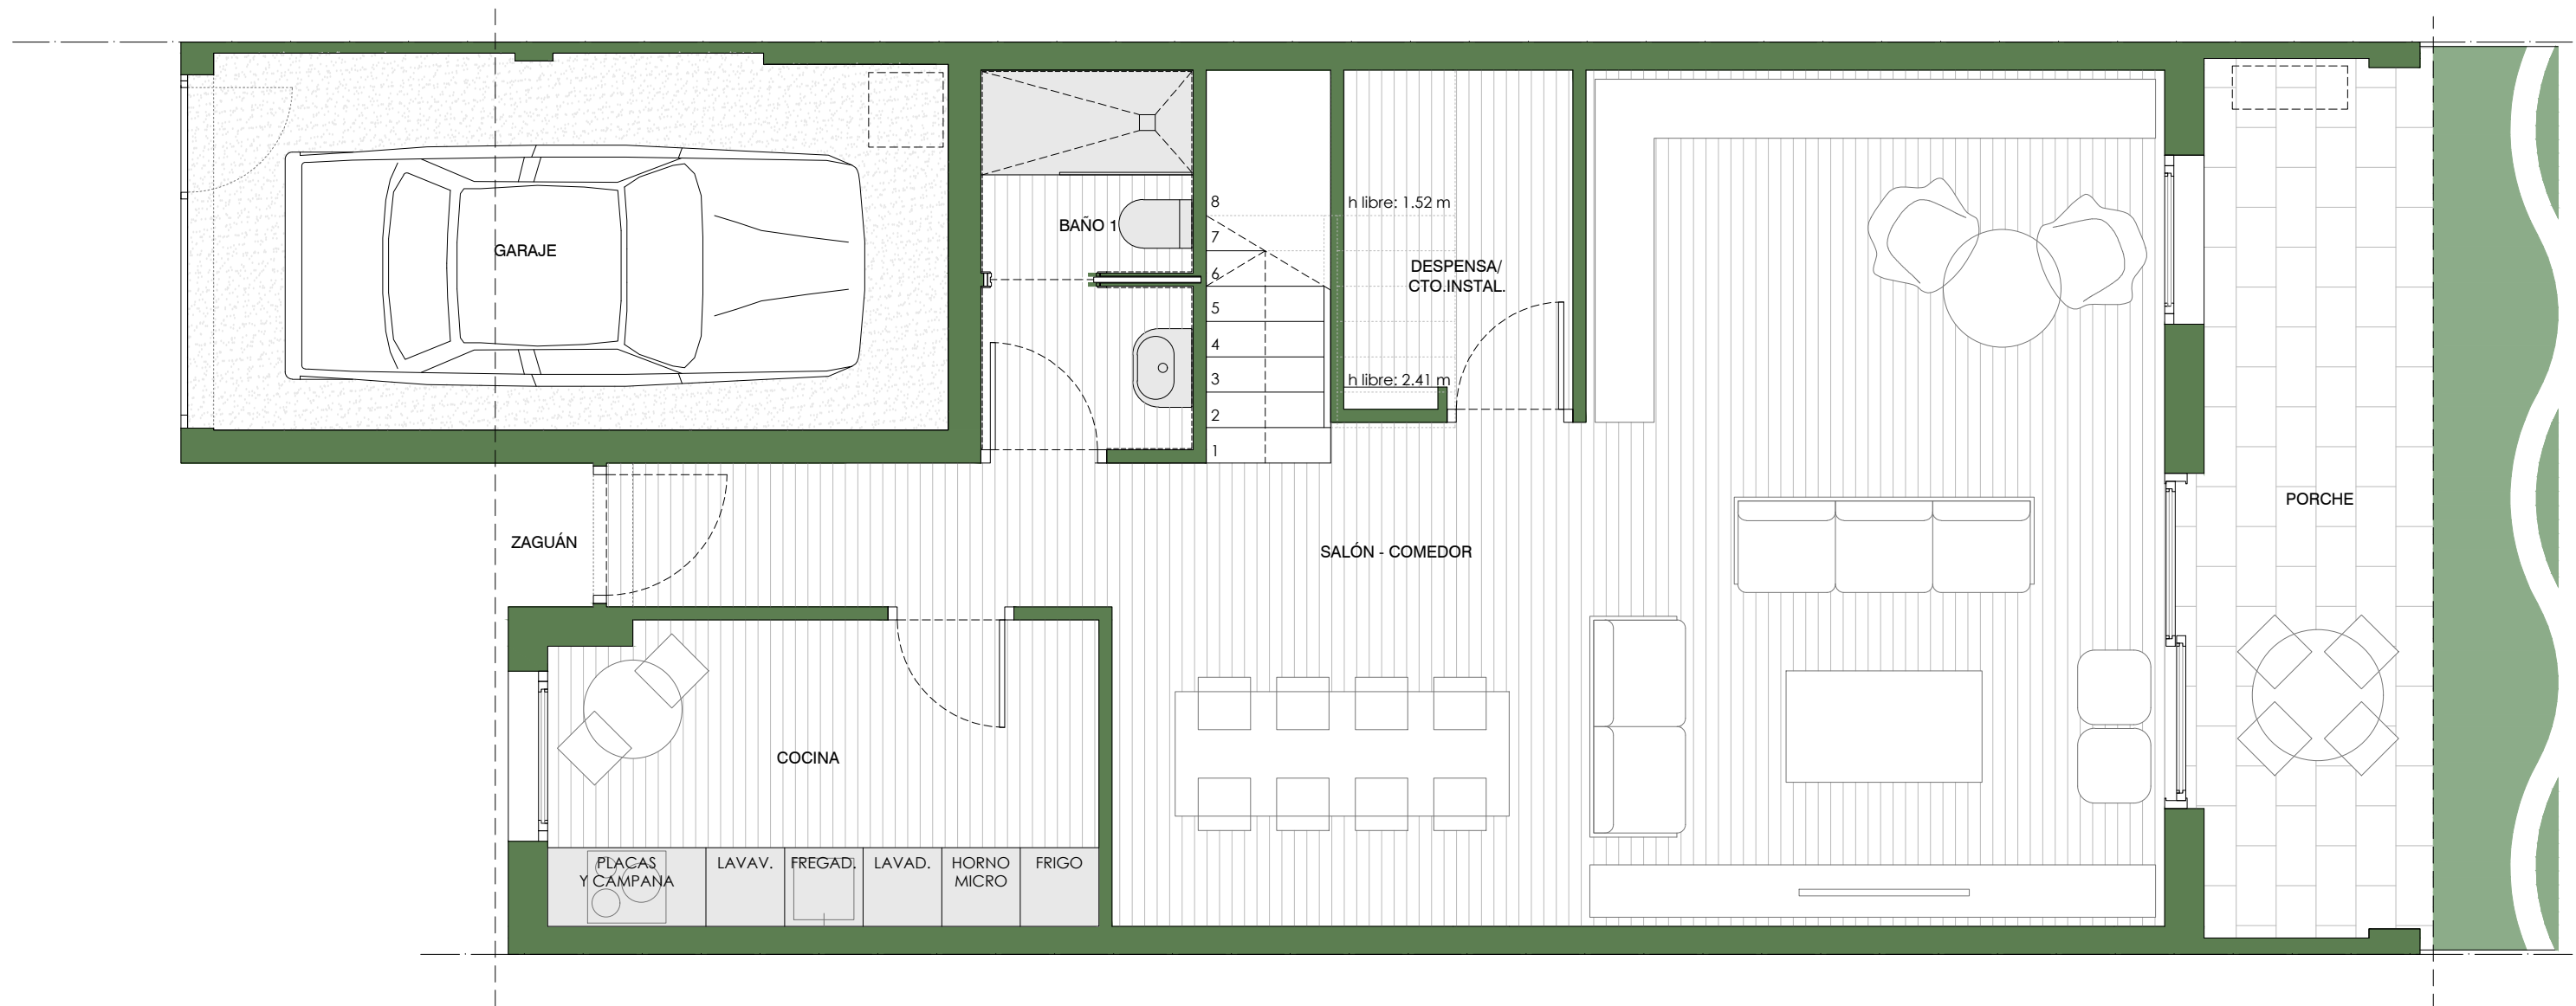 GARAJE
BAÑO 1
8
7
6
5
4
3
2
1
h libre: 1.52 m
DESPENSA/
CTO.INSTAL.
h libre: 2.41 m
ZAGUÁN
SALÓN - COMEDOR
PORCHE
COCINA
PLACAS
Y CAMPANA
LAVAV.
FREGAD.
LAVAD.
HORNO
MICRO
FRIGO